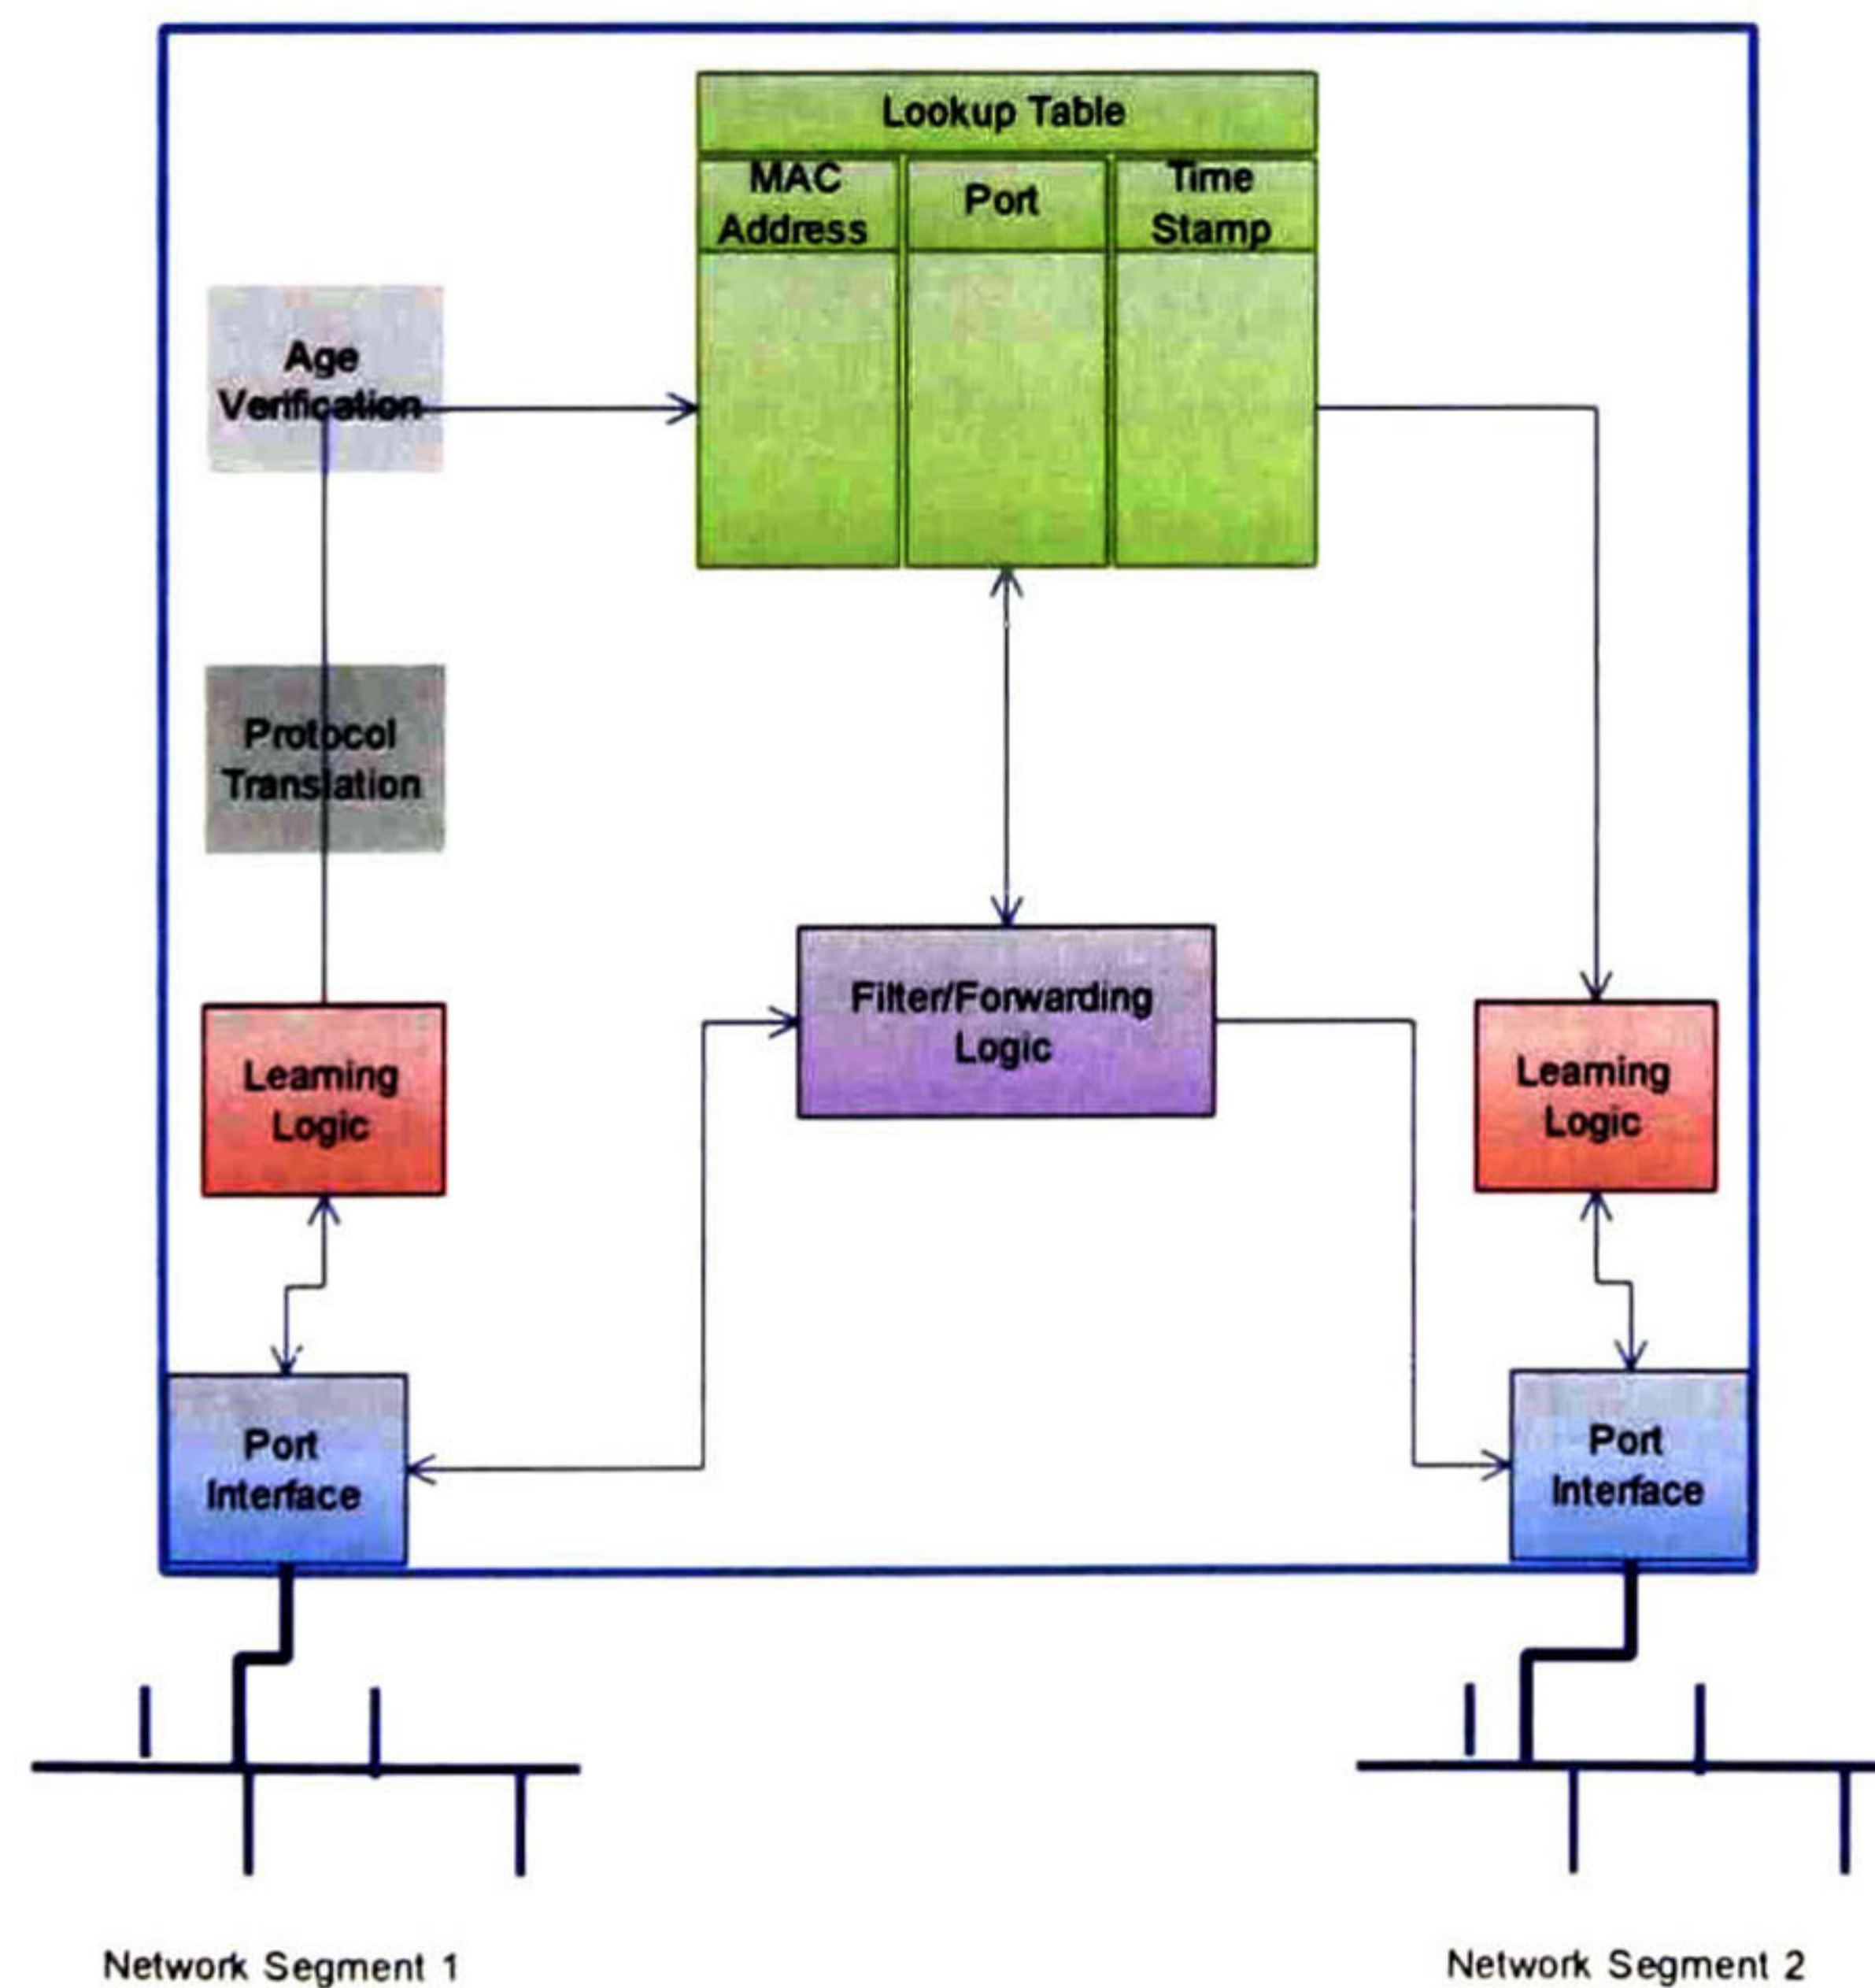 Lookup Table
MAC
Address
Port
Time
Stamp
Age
Verification
Protocol
Translation
Filter/Forwarding
Logic
Learning
Logic
Learning
Logic
Port
Interface
Port
Interface
Network Segment 1
Network Segment 2